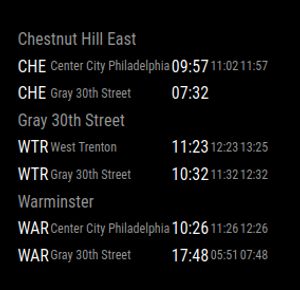 Chestnut Hill East
CHE Center City Philadelphia 09:57 11:02 11:57
CHE Gray 30th Street 07:32
Gray 30th Street
WTR West Trenton 11:23 12:23 13:25
WTR Gray 30th Street 10:32 11:32 12:32
Warminster
WAR Center City Philadelphia 10:26 11:26 12:26
WAR Gray 30th Street 17:48 05:51 07:48